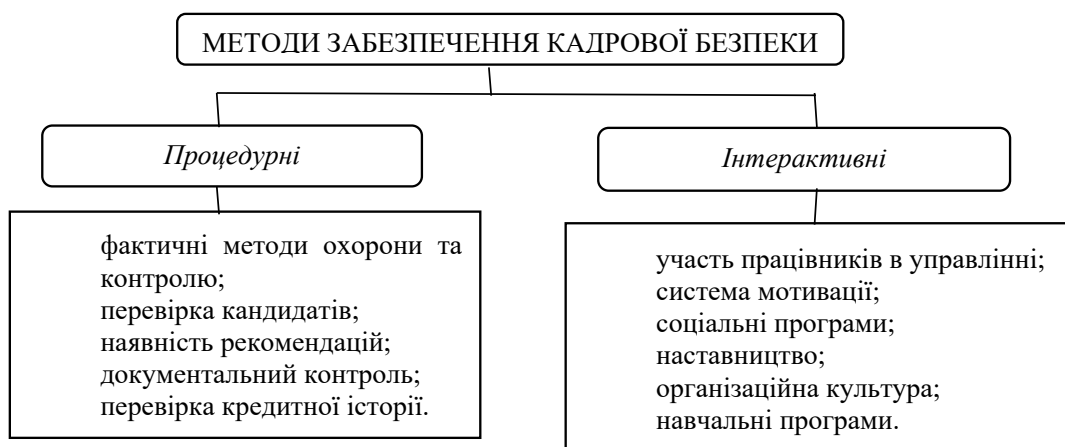 МЕТОДИ ЗАБЕЗПЕЧЕННЯ КАДРОВОЇ БЕЗПЕКИ
Процедурні
фактичні методи охорони та
контролю;
перевірка кандидатів;
наявність рекомендацій;
документальний контроль;
перевірка кредитної історії.
Інтерактивні
участь працівників в управлінні;
система мотивації;
соціальні програми;
наставництво;
організаційна культура;
навчальні програми.